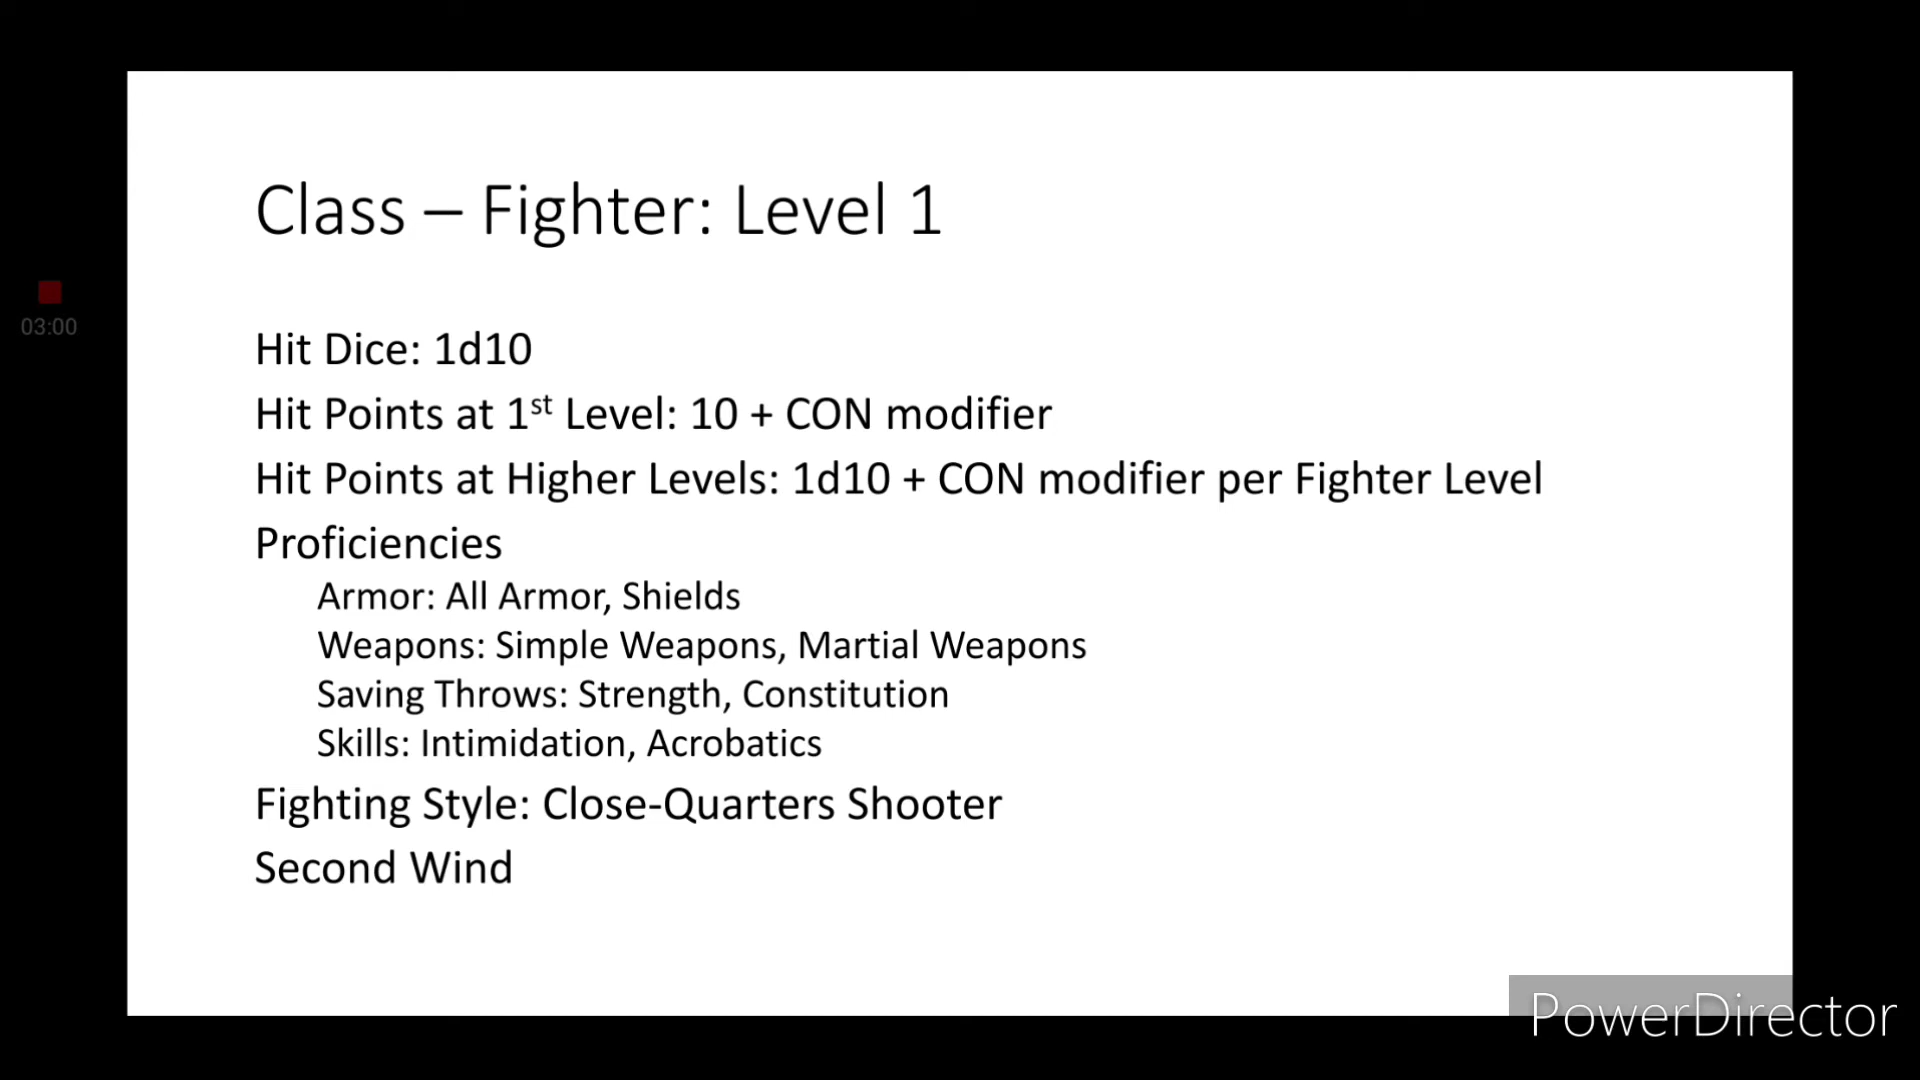 Class – Fighter: Level 1
03:00
Hit Dice: 1d10
Hit Points at 1st Level: 10 + CON modifier
Hit Points at Higher Levels: 1d10 + CON modifier per Fighter Level
Proficiencies
Armor: All Armor, Shields
Weapons: Simple Weapons, Martial Weapons
Saving Throws: Strength, Constitution
Skills: Intimidation, Acrobatics
Fighting Style: Close-Quarters Shooter
Second Wind
PowerDirector